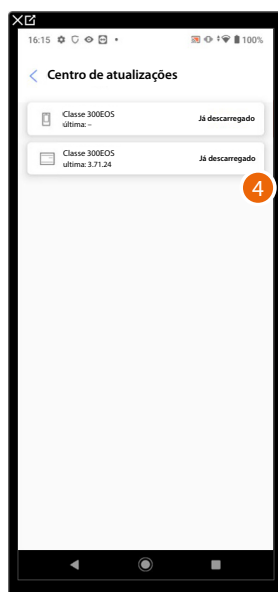 16:15
100%
Centro de atualizações
Classe 300EOS
última: –
Já descarregado
Classe 300EOS
ultima: 3.71.24
Já descarregado
4